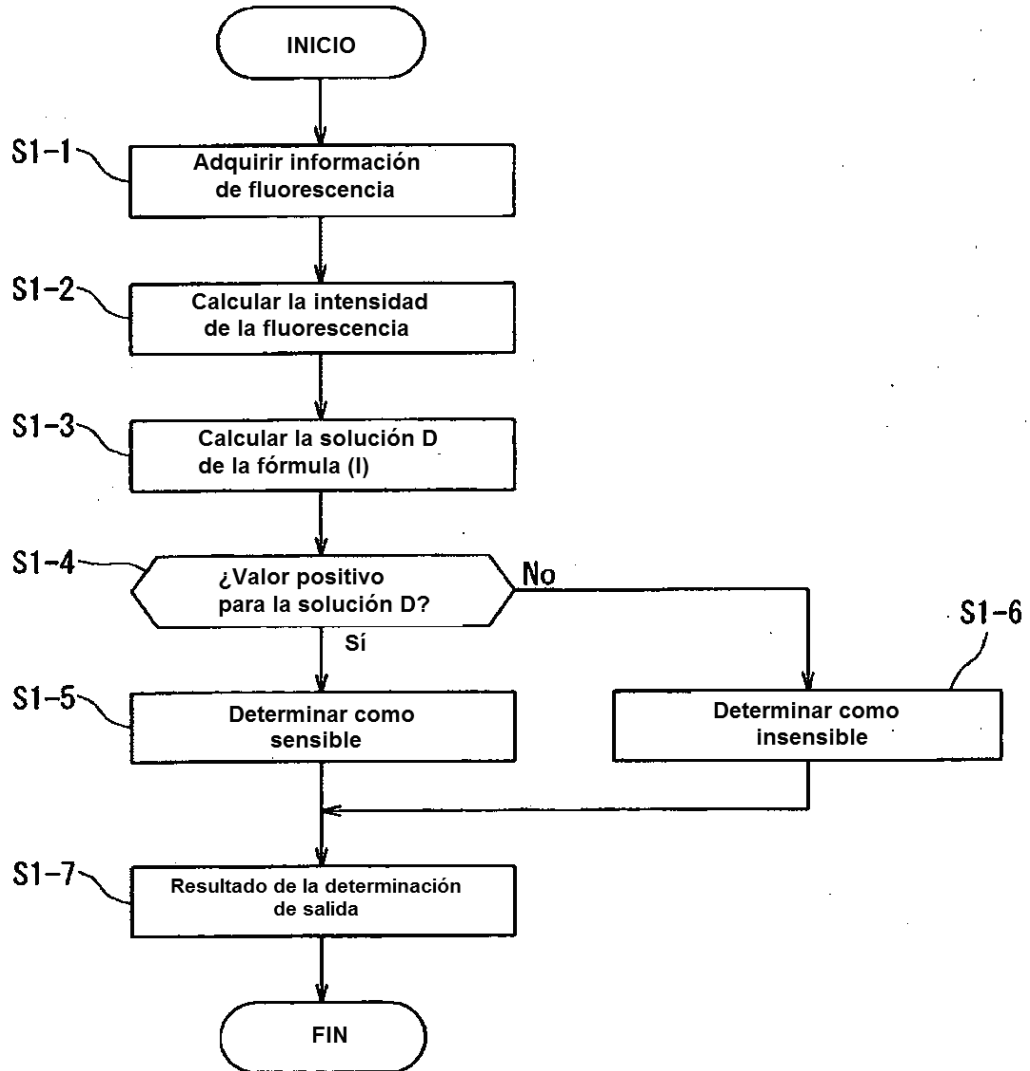 INICIO
S1-1
Adquirir información
de fluorescencia
S1-2
Calcular la intensidad
de la fluorescencia
S1-3
Calcular la solución D
de la fórmula (I)
S1-4
¿Valor positivo
para la solución D?
No
Sí
S1-5
Determinar como
sensible
S1-6
Determinar como
insensible
S1-7
Resultado de la determinación
de salida
FIN